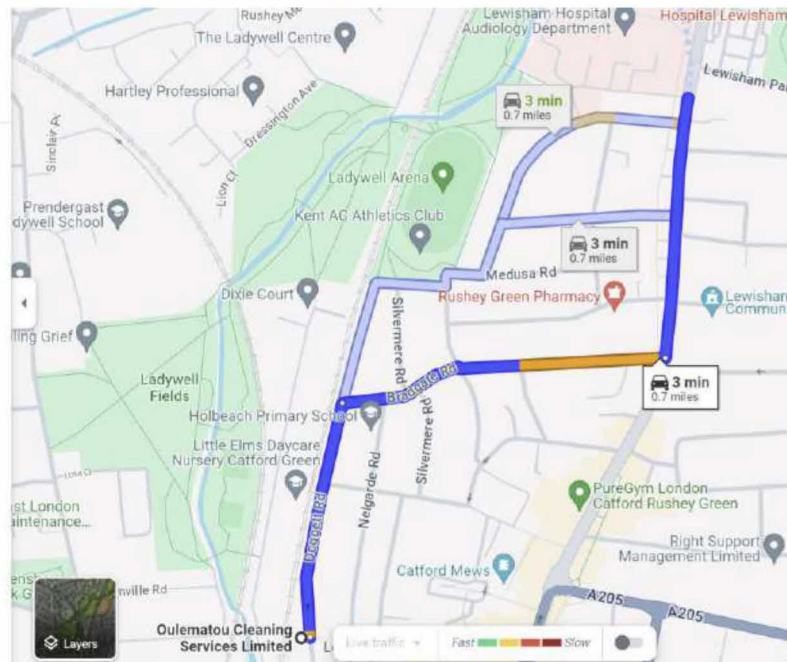 Rushey
The Ladywell Centre
Lewisham Hospital
Audiology Department
Hospital Lewisham
Hartley Professional
Dressington Ave
Lewisham
3 min
0.7 miles
Sinclair
Lion Cl
Ladywell Arena
Prendergast
dywell School
Kent AC Athletics Club
3 min
0.7 miles
Medusa Rd
Dixie Court
Rushey Green Pharmacy
Lewisham
Commun
ling Grief
Silvermere Rd
Ladywell
Fields
Bradgate Rd
3 min
0.7 miles
Holbeach Primary School
Little Elms Daycare
Nursery Catford Green
Silvermere Rd
Nelgarde Rd
st London
aintenance...
PureGym London
Catford Rushey Green
Doggett Rd
Right Support
Management Limited
Catford Mews
nville Rd
A205
A205
Layers
Oulematou Cleaning
Services Limited
Live traffic
Fast
Slow